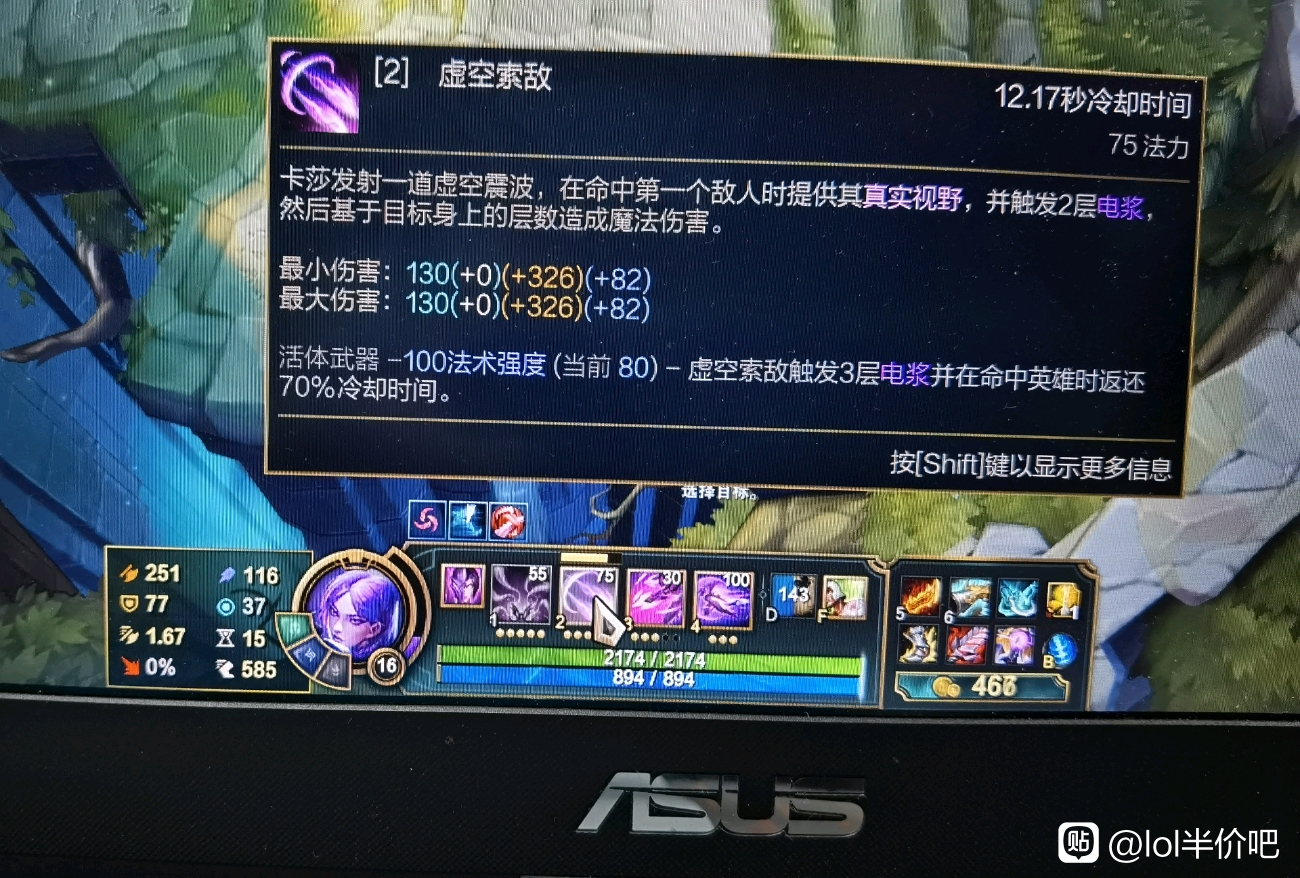 [2] 虚空索敌
12.17秒冷却时间
75 法力
卡莎发射一道虚空震波，在命中第一个敌人时提供其真实视野，并触发2层电浆，
然后基于目标身上的层数造成魔法伤害。
最小伤害：130(+0)(+326)(+82)
最大伤害：130(+0)(+326)(+82)
活体武器 –100法术强度 (当前 80) – 虚空索敌触发3层电浆并在命中英雄时返还
70%冷却时间。
按[Shift]键以显示更多信息
选择目标。
251 116
77 37
1.67 15
0% 585
16
55 75 30 100 143
1 2 3 4 D F
2174 / 2174
894 / 894
5 6 1
B
ASUS
贴 @lol半价吧